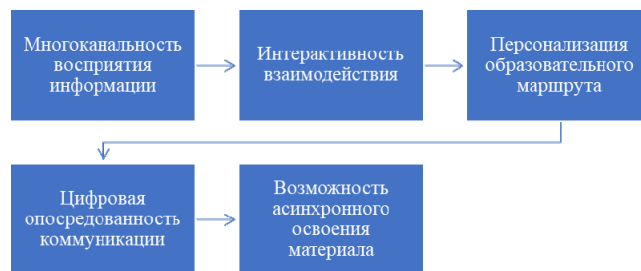 Многоканальность
восприятия
информации
Интерактивность
взаимодействия
Персонализация
образовательного
маршрута
Цифровая
опосредованность
коммуникации
Возможность
асинхронного
освоения
материала